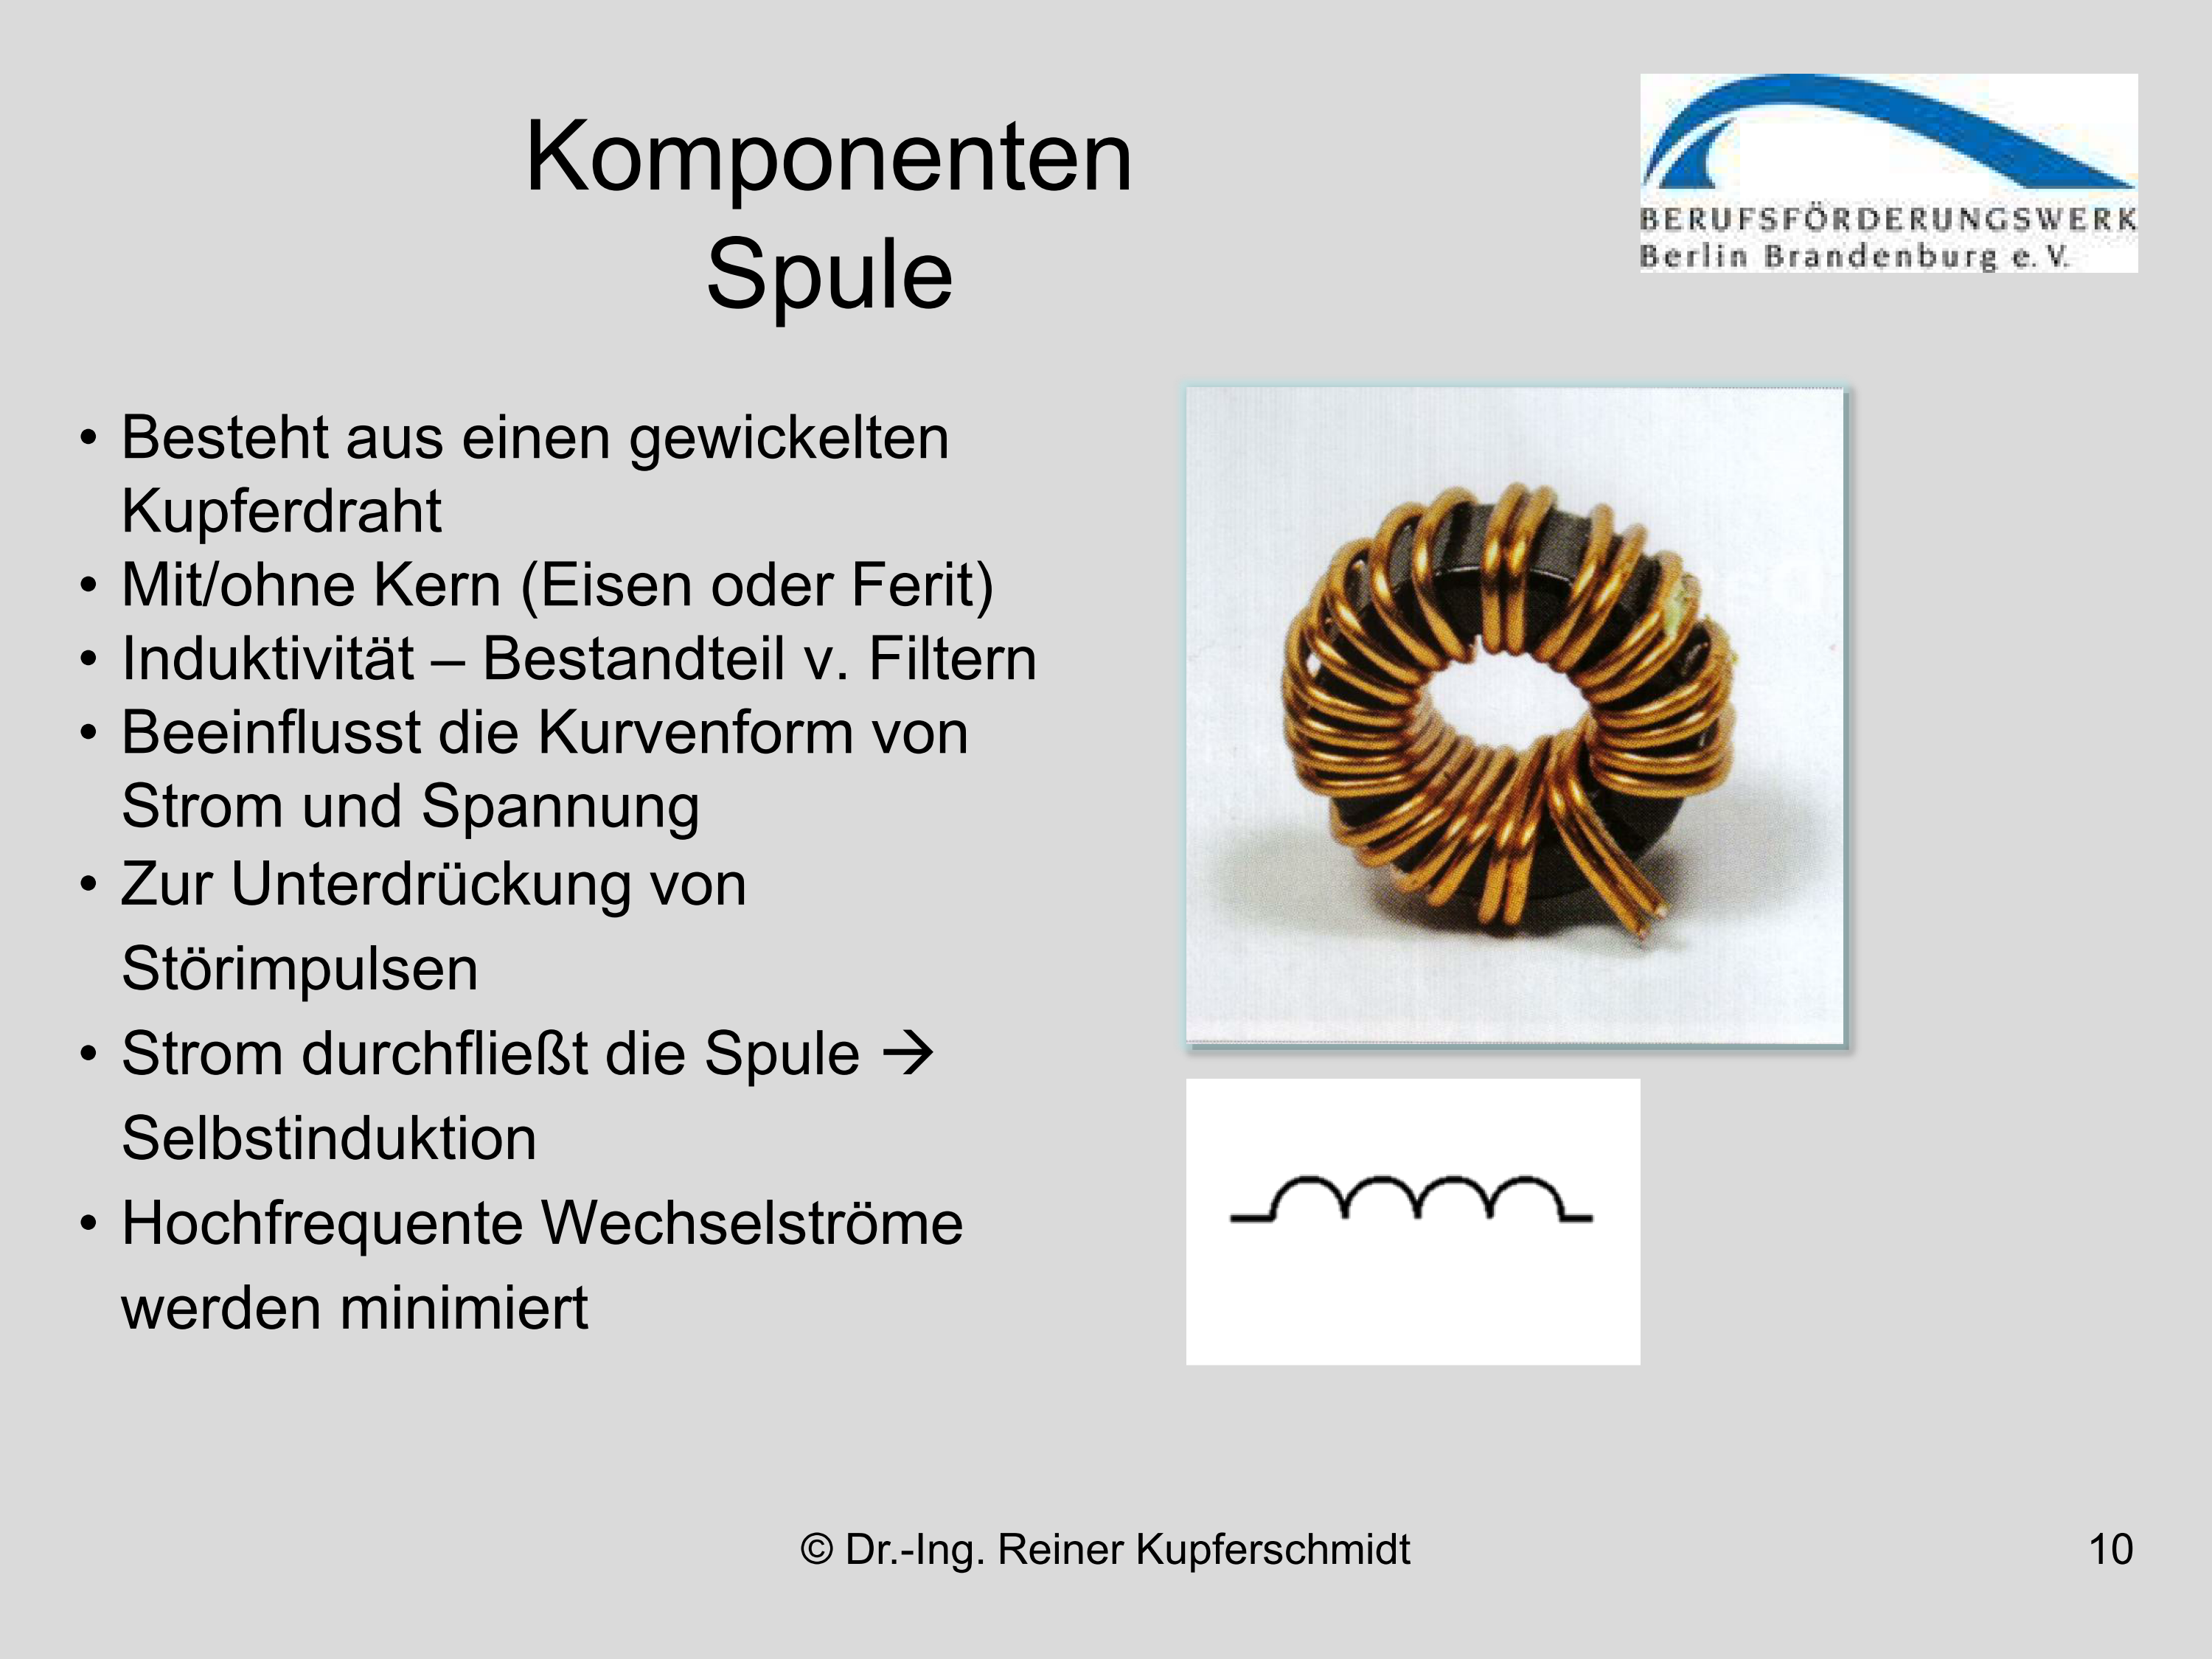 Komponenten
Spule
BERUFSFÖRDERUNGSWERK
Berlin Brandenburg e. V.
• Besteht aus einen gewickelten
Kupferdraht
• Mit/ohne Kern (Eisen oder Ferit)
• Induktivität – Bestandteil v. Filtern
• Beeinflusst die Kurvenform von
Strom und Spannung
• Zur Unterdrückung von
Störimpulsen
• Strom durchfließt die Spule →
Selbstinduktion
• Hochfrequente Wechselströme
werden minimiert
© Dr.-Ing. Reiner Kupferschmidt
10